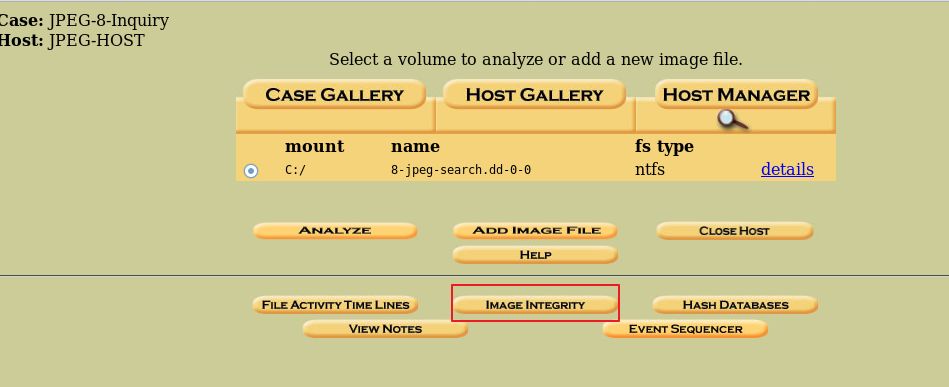 Case: JPEG-8-Inquiry
Host: JPEG-HOST
Select a volume to analyze or add a new image file.
CASE GALLERY HOST GALLERY HOST MANAGER
mount name fs type
C:/ 8-jpeg-search.dd-0-0 ntfs details
ANALYZE ADD IMAGE FILE CLOSE HOST
HELP
FILE ACTIVITY TIME LINES IMAGE INTEGRITY HASH DATABASES
VIEW NOTES EVENT SEQUENCER